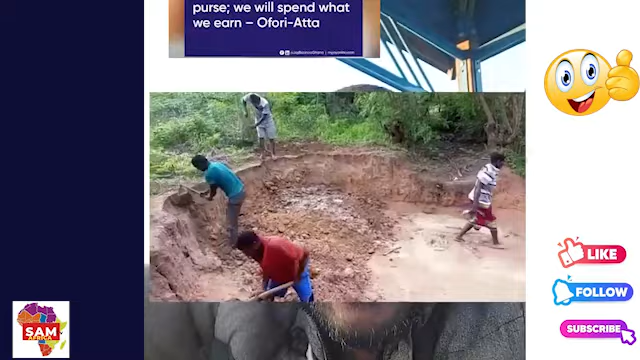 purse; we will spend what
we earn – Ofori-Atta
LIKE
FOLLOW
SUBSCRIBE
SAM
AFRICA